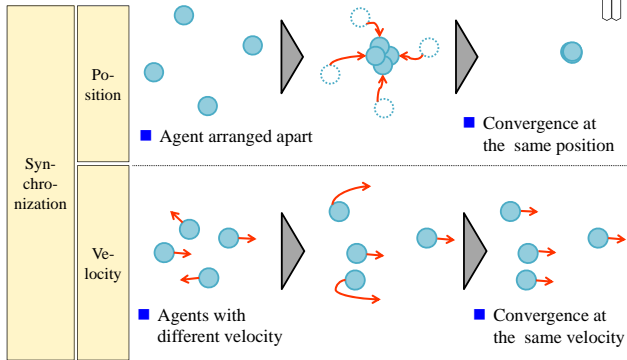 Syn-
chro-
nization
Po-
sition
■ Agent arranged apart
■ Convergence at
the same position
Ve-
locity
■ Agents with
different velocity
■ Convergence at
the same velocity